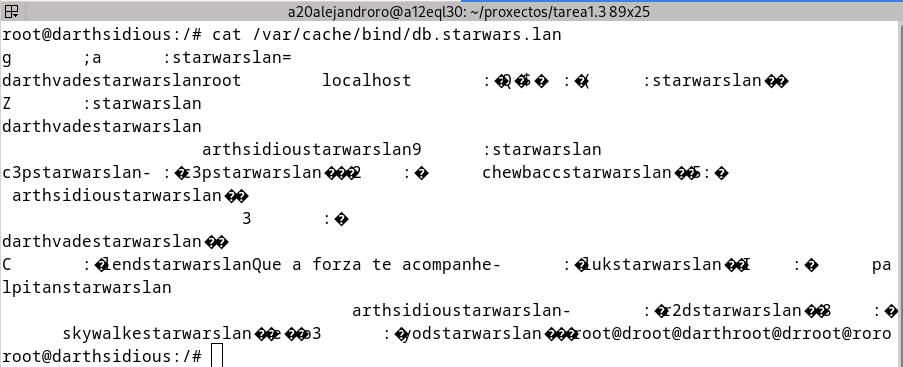 a20alejandroro@a12eql30: ~/proxectos/tarea1.3 89x25
root@darthsidious:/# cat /var/cache/bind/db.starwars.lan
g ;a :starwarslan=
darthvadestarwarslanroot localhost :�Q�$� :�( :starwarslan��
Z :starwarslan
darthvadestarwarslan
arthsidioustarwarslan9 :starwarslan
c3pstarwarslan- :�c3pstarwarslan���2 :� chewbaccstarwarslan��5:�
arthsidioustarwarslan��
3 :�
darthvadestarwarslan��
C :�lendstarwarslanQue a forza te acompanhe- :�lukstarwarslan��I :� pa
lpitanstarwarslan
arthsidioustarwarslan- :�r2dstarwarslan��3 :�
skywalkestarwarslan��e��o3 :�yodstarwarslan���root@droot@darthroot@drroot@roro
root@darthsidious:/#